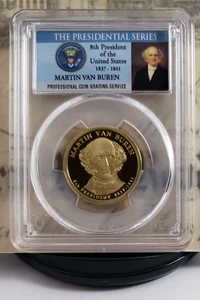 THE PRESIDENTIAL SERIES
8th President
of the
United States
1837 - 1841
MARTIN VAN BUREN
PROFESSIONAL COIN GRADING SERVICE
MARTIN VAN BUREN
8th PRESIDENT 1837-1841